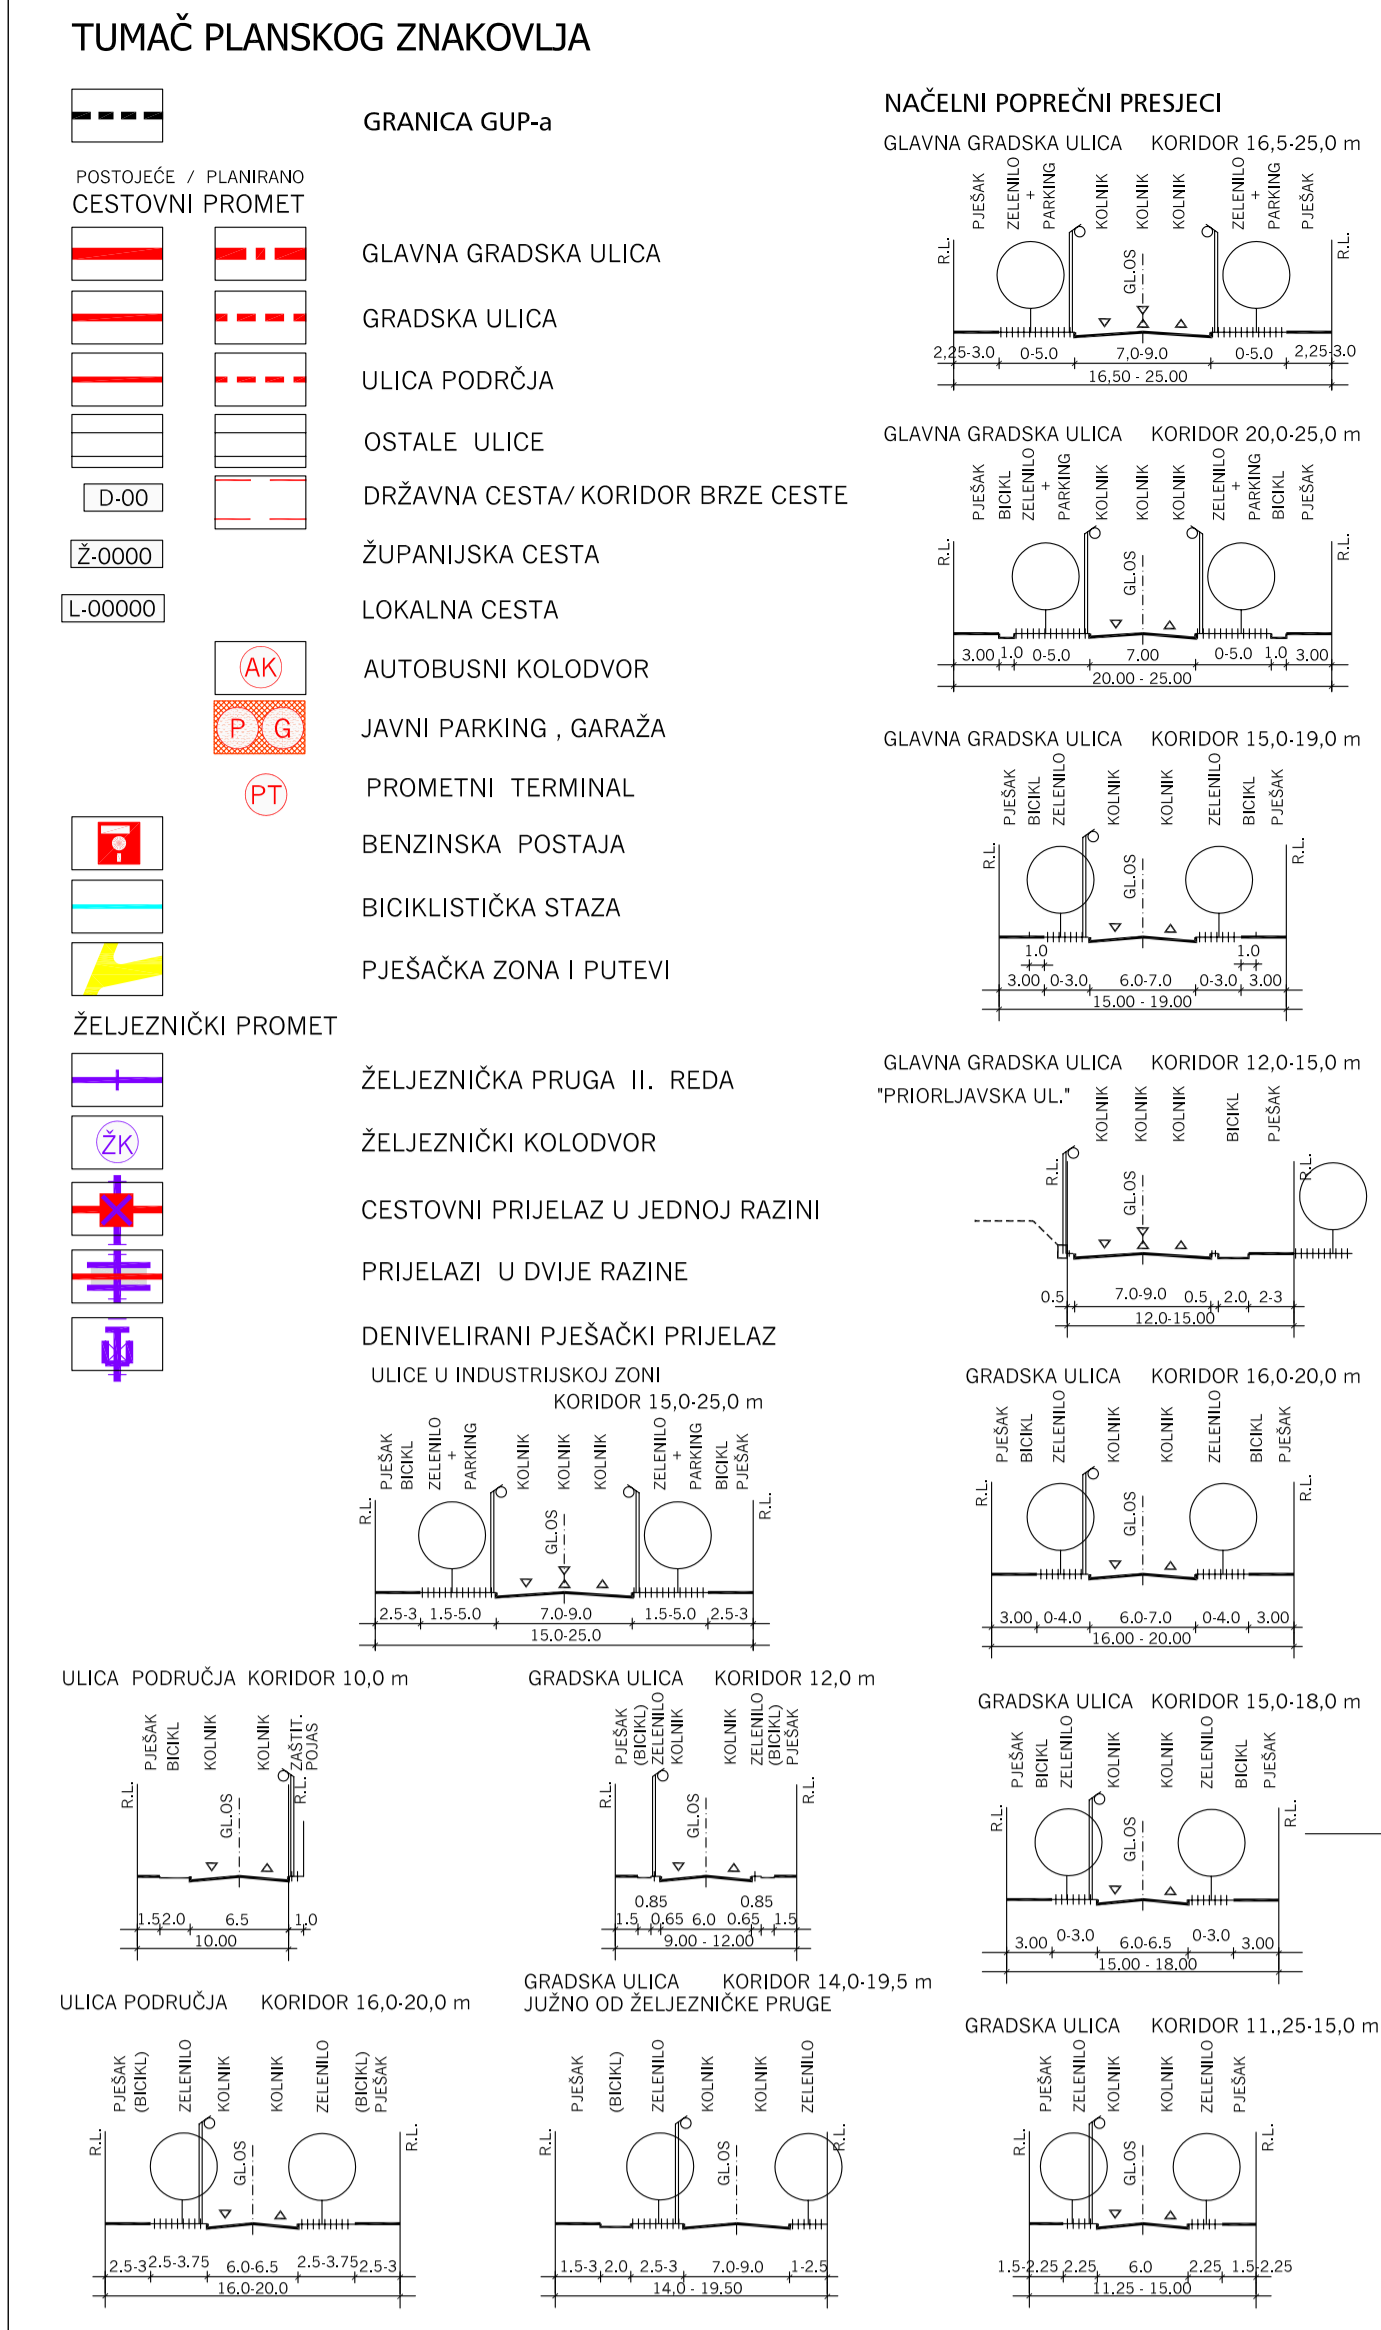 TUMAČ PLANSKOG ZNAKOVLJA
GRANICA GUP-a
POSTOJEĆE / PLANIRANO
CESTOVNI PROMET
GLAVNA GRADSKA ULICA
GRADSKA ULICA
ULICA PODRČJA
OSTALE ULICE
D-00
DRŽAVNA CESTA/ KORIDOR BRZE CESTE
Ž-0000
ŽUPANIJSKA CESTA
L-00000
LOKALNA CESTA
AK
AUTOBUSNI KOLODVOR
P G
JAVNI PARKING , GARAŽA
PT
PROMETNI TERMINAL
BENZINSKA POSTAJA
BICIKLISTIČKA STAZA
PJEŠAČKA ZONA I PUTEVI
ŽELJEZNIČKI PROMET
ŽELJEZNIČKA PRUGA II. REDA
ŽK
ŽELJEZNIČKI KOLODVOR
CESTOVNI PRIJELAZ U JEDNOJ RAZINI
PRIJELAZI U DVIJE RAZINE
DENIVELIRANI PJEŠAČKI PRIJELAZ
NAČELNI POPREČNI PRESJECI
GLAVNA GRADSKA ULICA KORIDOR 16,5-25,0 m
PJEŠAK ZELENILO + PARKING KOLNIK KOLNIK KOLNIK ZELENILO + PARKING PJEŠAK
R.L. GL.OS R.L.
2,25-3.0 0-5.0 7,0-9.0 0-5.0 2,25-3.0
16,50 - 25.00
GLAVNA GRADSKA ULICA KORIDOR 20,0-25,0 m
PJEŠAK BICIKL ZELENILO + PARKING KOLNIK KOLNIK KOLNIK ZELENILO + PARKING BICIKL PJEŠAK
R.L. GL.OS R.L.
3.00 1.0 0-5.0 7.00 0-5.0 1.0 3.00
20.00 - 25.00
GLAVNA GRADSKA ULICA KORIDOR 15,0-19,0 m
PJEŠAK BICIKL ZELENILO KOLNIK KOLNIK ZELENILO BICIKL PJEŠAK
R.L. GL.OS R.L.
1.0 1.0
3.00 0-3.0 6.0-7.0 0-3.0 3.00
15.00 - 19.00
GLAVNA GRADSKA ULICA KORIDOR 12,0-15,0 m
"PRIORLJAVSKA UL."
KOLNIK KOLNIK KOLNIK BICIKL PJEŠAK
R.L. GL.OS R.L.
0.5 7.0-9.0 0.5 2.0 2-3
12.0-15.00
GRADSKA ULICA KORIDOR 16,0-20,0 m
PJEŠAK BICIKL ZELENILO KOLNIK KOLNIK ZELENILO BICIKL PJEŠAK
R.L. GL.OS R.L.
3.00 0-4.0 6.0-7.0 0-4.0 3.00
16.00 - 20.00
ULICE U INDUSTRIJSKOJ ZONI
KORIDOR 15,0-25,0 m
PJEŠAK BICIKL ZELENILO + PARKING KOLNIK KOLNIK KOLNIK ZELENILO + PARKING BICIKL PJEŠAK
R.L. GL.OS R.L.
2.5-3 1.5-5.0 7.0-9.0 1.5-5.0 2.5-3
15.0-25.0
ULICA PODRUČJA KORIDOR 10,0 m
PJEŠAK BICIKL KOLNIK KOLNIK ZAŠTIT. POJAS
R.L. GL.OS R.L.
1.5 2.0 6.5 1.0
10.00
GRADSKA ULICA KORIDOR 12,0 m
PJEŠAK (BICIKL) ZELENILO KOLNIK KOLNIK ZELENILO (BICIKL) PJEŠAK
R.L. GL.OS R.L.
0.85 0.85
1.5 0.65 6.0 0.65 1.5
9.00 - 12.00
GRADSKA ULICA KORIDOR 15,0-18,0 m
PJEŠAK BICIKL ZELENILO KOLNIK KOLNIK ZELENILO BICIKL PJEŠAK
R.L. GL.OS R.L.
3.00 0-3.0 6.0-6.5 0-3.0 3.00
15.00 - 18.00
ULICA PODRUČJA KORIDOR 16,0-20,0 m
PJEŠAK (BICIKL) ZELENILO KOLNIK KOLNIK ZELENILO (BICIKL) PJEŠAK
R.L. GL.OS R.L.
2.5-3 2.5-3.75 6.0-6.5 2.5-3.75 2.5-3
16.0-20.0
GRADSKA ULICA KORIDOR 14,0-19,5 m
JUŽNO OD ŽELJEZNIČKE PRUGE
PJEŠAK (BICIKL) ZELENILO KOLNIK KOLNIK ZELENILO
R.L. GL.OS R.L.
1.5-3 2.0 2.5-3 7.0-9.0 1-2.5
14,0 - 19.50
GRADSKA ULICA KORIDOR 11.,25-15,0 m
PJEŠAK ZELENILO KOLNIK KOLNIK ZELENILO PJEŠAK
R.L. GL.OS R.L.
1.5-2.25 2.25 6.0 2.25 1.5-2.25
11.25 - 15.00